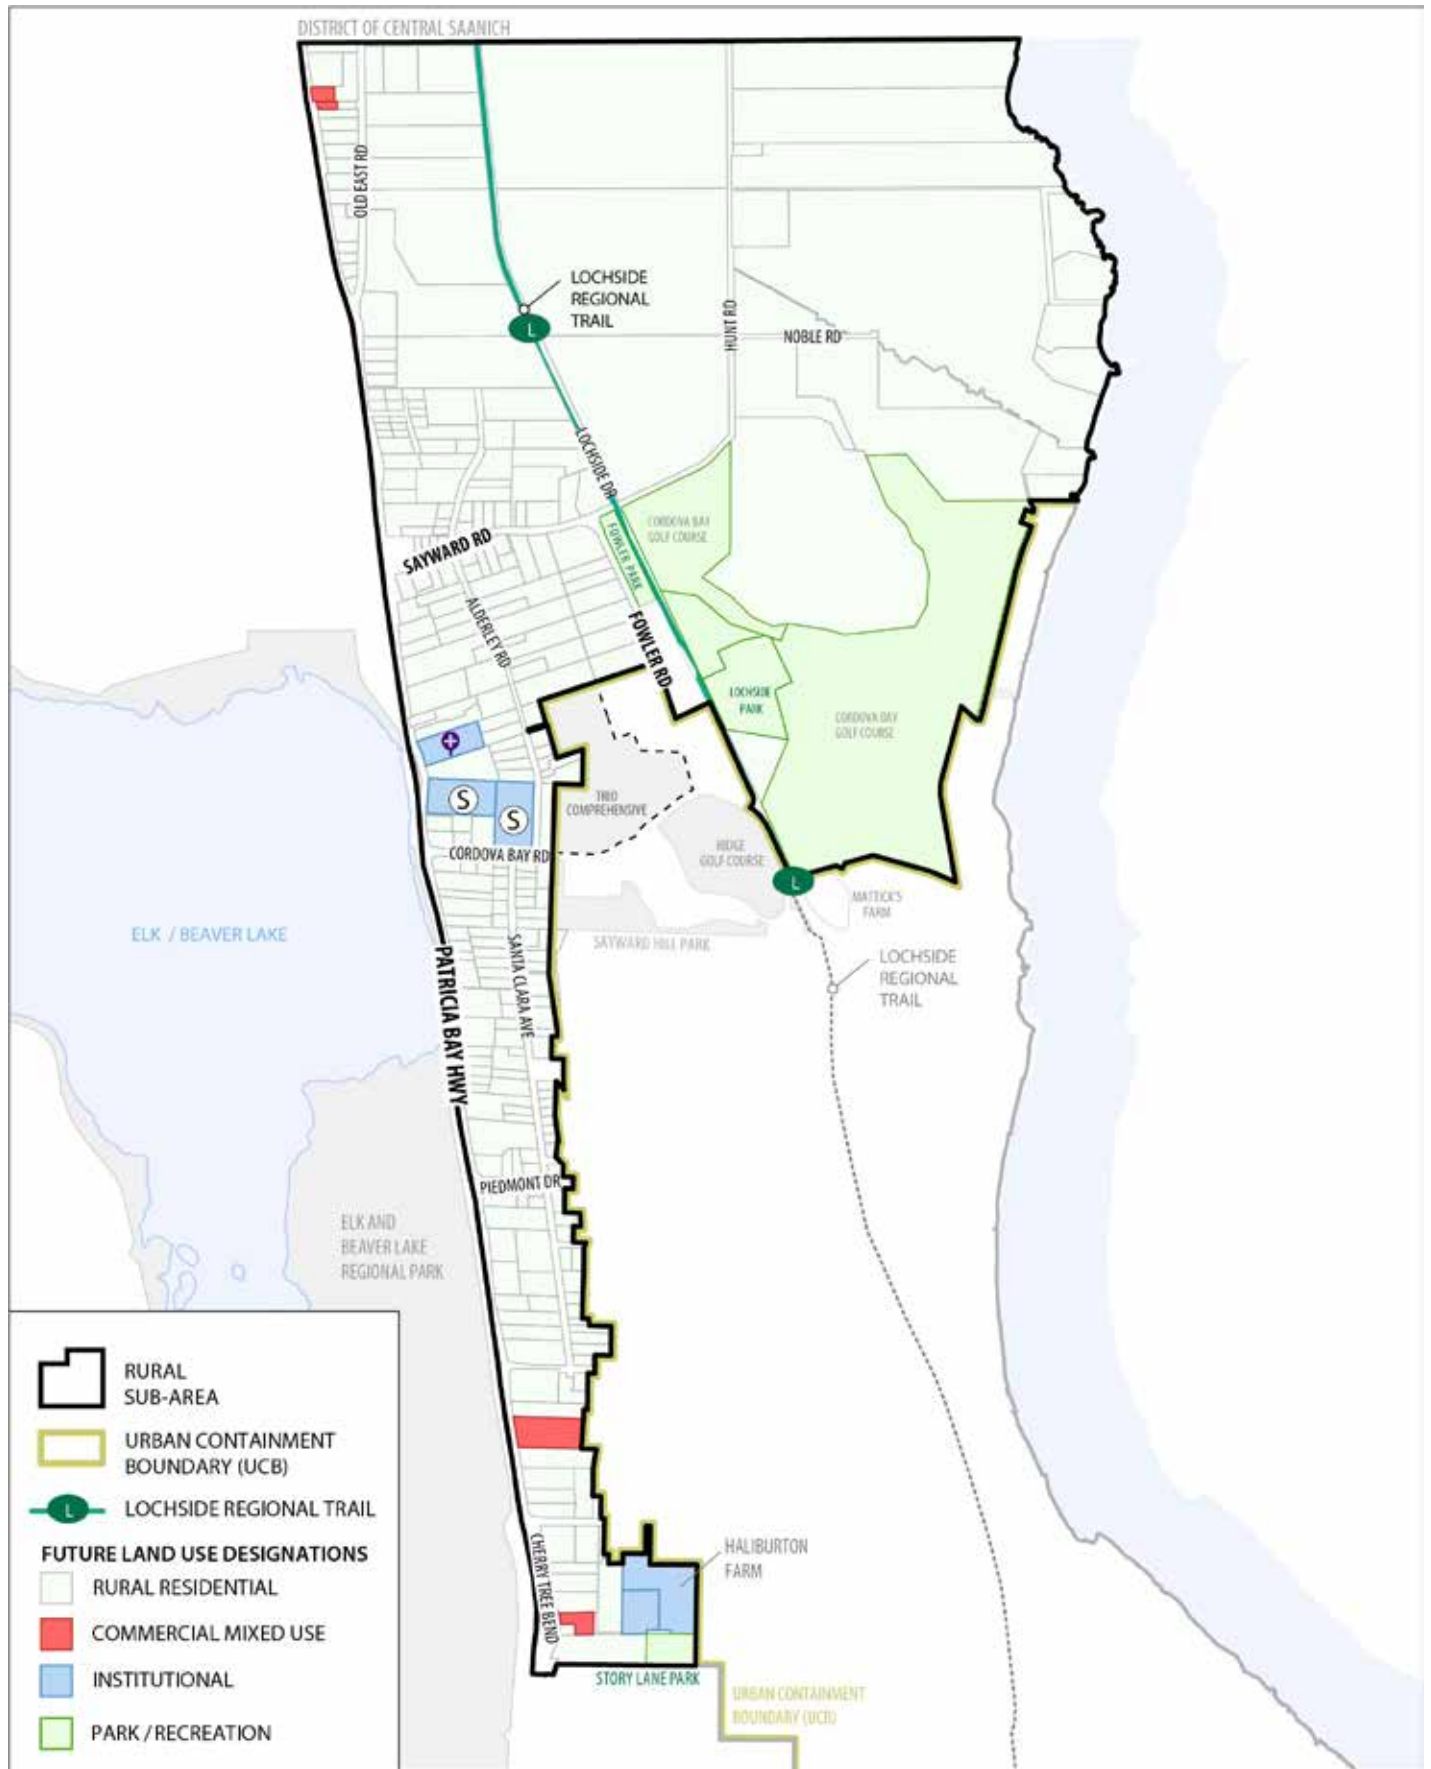 DISTRICT OF CENTRAL SAANICH
OLD EAST RD
LOCHSIDE
REGIONAL
TRAIL
L
HUNT RD
NOBLE RD
LOCHSIDE DR
CORDOVA BAY
GOLF COURSE
FOWLER PARK
SAYWARD RD
ALDERLEY RD
FOWLER RD
LOCHSIDE
PARK
CORDOVA BAY
GOLF COURSE
TRIO
COMPREHENSIVE
S
S
CORDOVA BAY RD
RIDGE
GOLF COURSE
L
MATTICK'S
FARM
ELK / BEAVER LAKE
SAYWARD HILL PARK
SANTA CLARA AVE
PATRICIA BAY HWY
LOCHSIDE
REGIONAL
TRAIL
PIEDMONT DR
ELK AND
BEAVER LAKE
REGIONAL PARK
CHERRY TREE BEND
HALIBURTON
FARM
STORY LANE PARK
URBAN CONTAINMENT
BOUNDARY (UCB)
RURAL
SUB-AREA
URBAN CONTAINMENT
BOUNDARY (UCB)
L
LOCHSIDE REGIONAL TRAIL
FUTURE LAND USE DESIGNATIONS
RURAL RESIDENTIAL
COMMERCIAL MIXED USE
INSTITUTIONAL
PARK / RECREATION